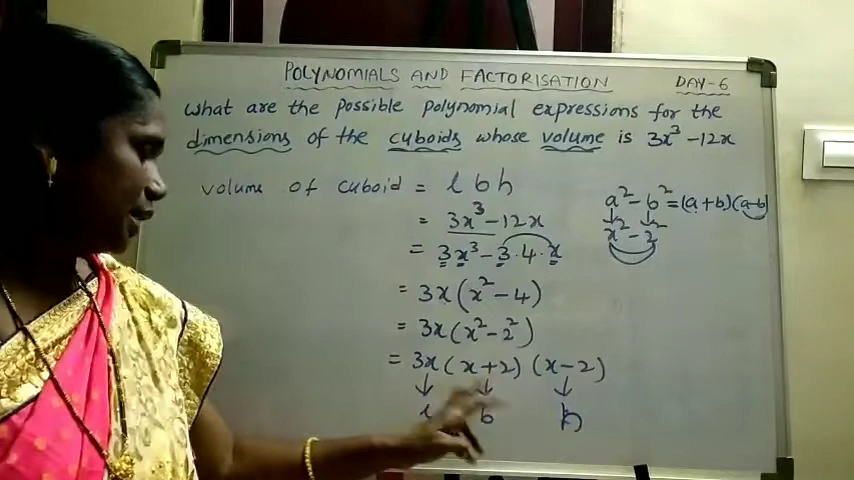 POLYNOMIALS AND FACTORISATION DAY-6
What are the possible polynomial expressions for the
dimensions of the cuboids whose volume is 3x³-12x
volume of cuboid = l b h
= 3x³-12x
= 3x³-3·4·x
= 3x(x²-4)
= 3x(x²-2²)
= 3x(x+2)(x-2)
↓ ↓ ↓
l b h
a²-b²=(a+b)(a-b)
↓ ↓
x²-2²